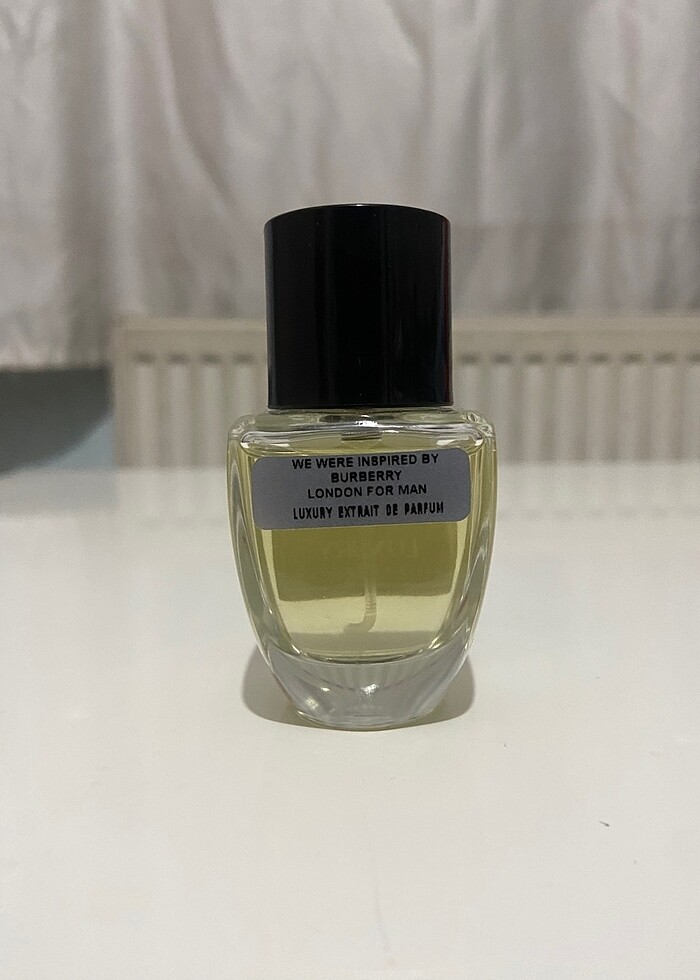 WE WERE INSPIRED BY
BURBERRY
LONDON FOR MAN
LUXURY EXTRAIT DE PARFUM